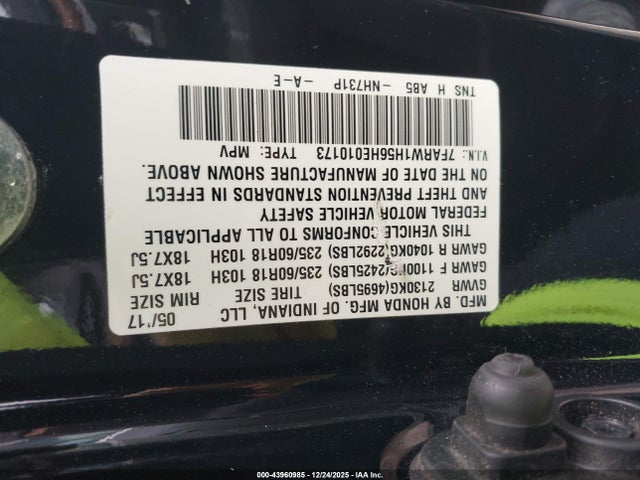 MFD. BY HONDA MFG. OF INDIANA, LLC 05/'17
GVWR 2130KG(4695LBS) TIRE SIZE RIM SIZE
GAWR F 1100KG(2425LBS) 235/60R18 103H 18X7.5J
GAWR R 1040KG(2292LBS) 235/60R18 103H 18X7.5J
THIS VEHICLE CONFORMS TO ALL APPLICABLE
FEDERAL MOTOR VEHICLE SAFETY
AND THEFT PREVENTION STANDARDS IN EFFECT
ON THE DATE OF MANUFACTURE SHOWN ABOVE.
V.I.N.: 7FARW1H56HE010173 TYPE: MPV
TNS H AB5 -NH731P -A-E
000-43960985 - 12/24/2025 - IAA Inc.